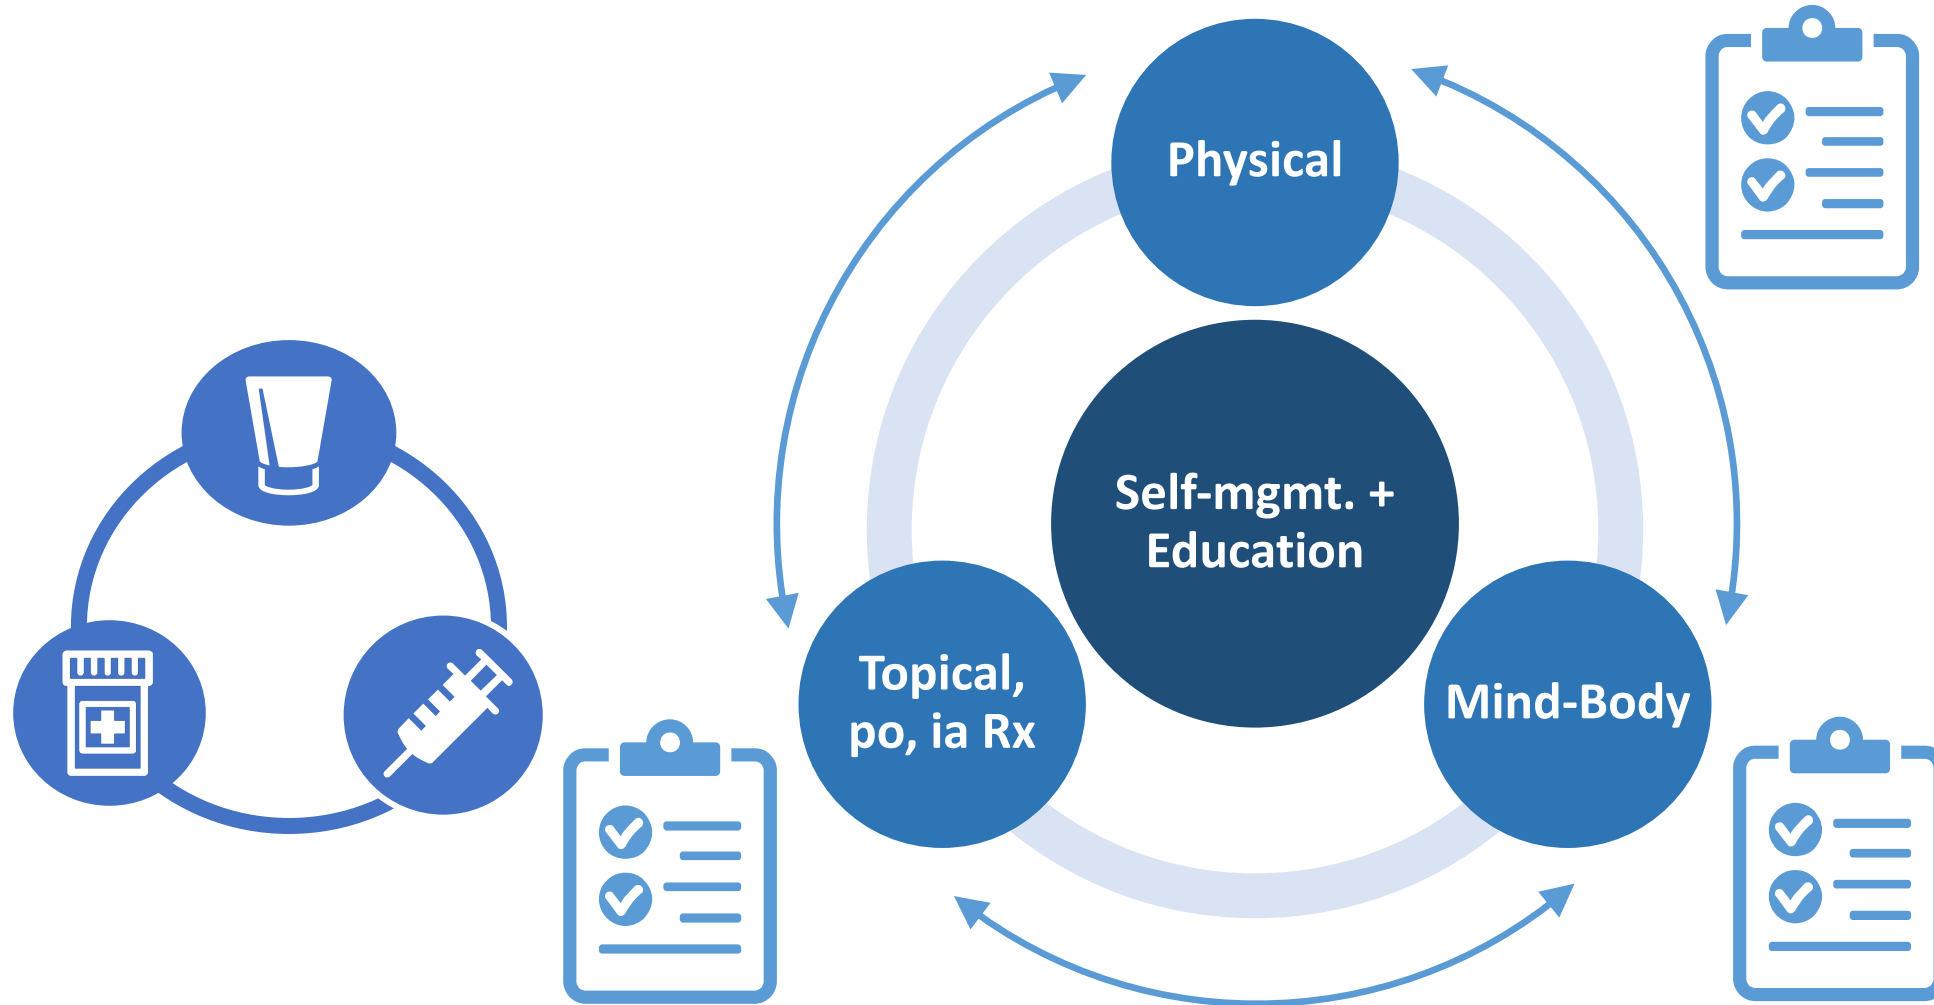 Physical
Self-mgmt. +
Education
Topical,
po, ia Rx
Mind-Body